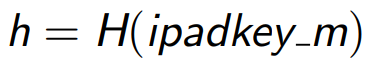 h = H(ipadkey_m)